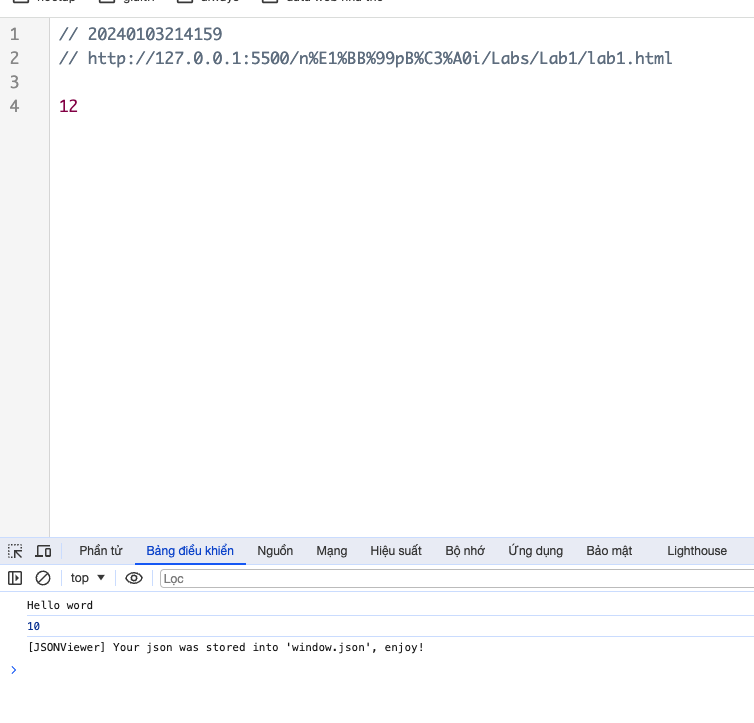 1 // 20240103214159
2 // http://127.0.0.1:5500/n%E1%BB%99pB%C3%A0i/Labs/Lab1/lab1.html
3
4 12
Phần tử Bảng điều khiển Nguồn Mạng Hiệu suất Bộ nhớ Ứng dụng Bảo mật Lighthouse
top Lọc
Hello word
10
[JSONViewer] Your json was stored into 'window.json', enjoy!